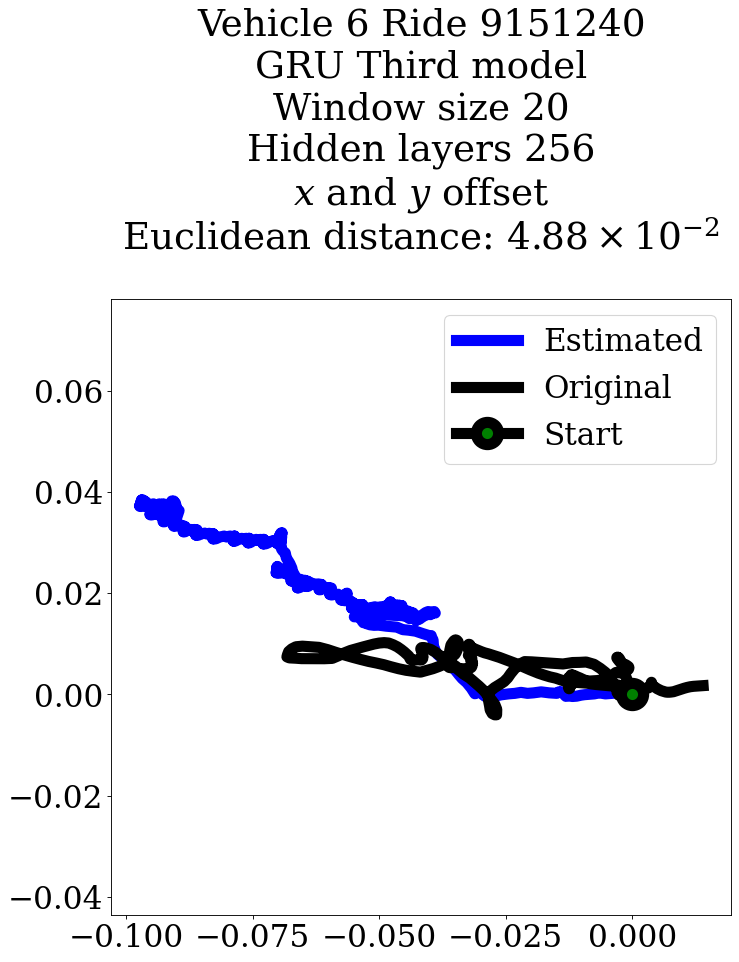 Vehicle 6 Ride 9151240
GRU Third model
Window size 20
Hidden layers 256
x and y offset
Euclidean distance: 4.88 × 10⁻²
Estimated
Original
Start
0.06
0.04
0.02
0.00
−0.02
−0.04
−0.100 −0.075 −0.050 −0.025 0.000